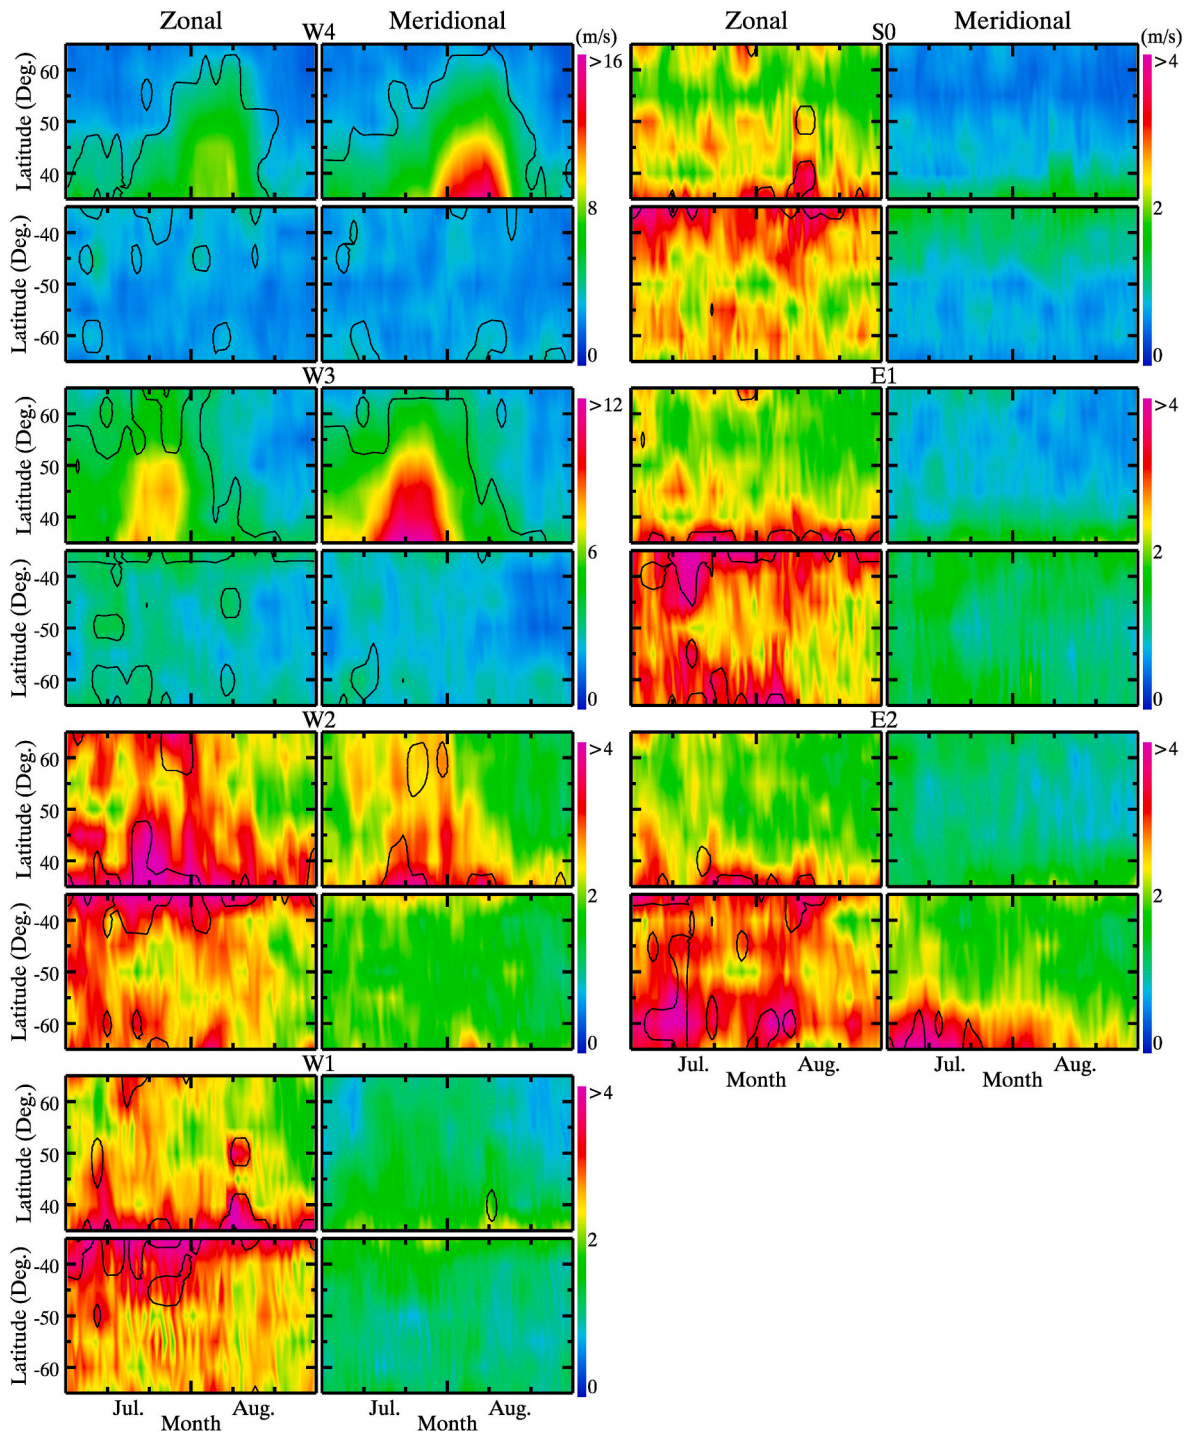 Zonal Meridional Zonal Meridional
W4 (m/s) S0 (m/s)
Latitude (Deg.) 60 50 40 >16 >4
Latitude (Deg.) -40 -50 -60 8 0 2 0
W3 E1
Latitude (Deg.) 60 50 40 >12 >4
Latitude (Deg.) -40 -50 -60 6 0 2 0
W2 E2
Latitude (Deg.) 60 50 40 >4 >4
Latitude (Deg.) -40 -50 -60 2 0 2 0
Jul. Aug. Jul. Aug.
Month Month
W1
Latitude (Deg.) 60 50 40 >4
Latitude (Deg.) -40 -50 -60 2 0
Jul. Aug. Jul. Aug.
Month Month